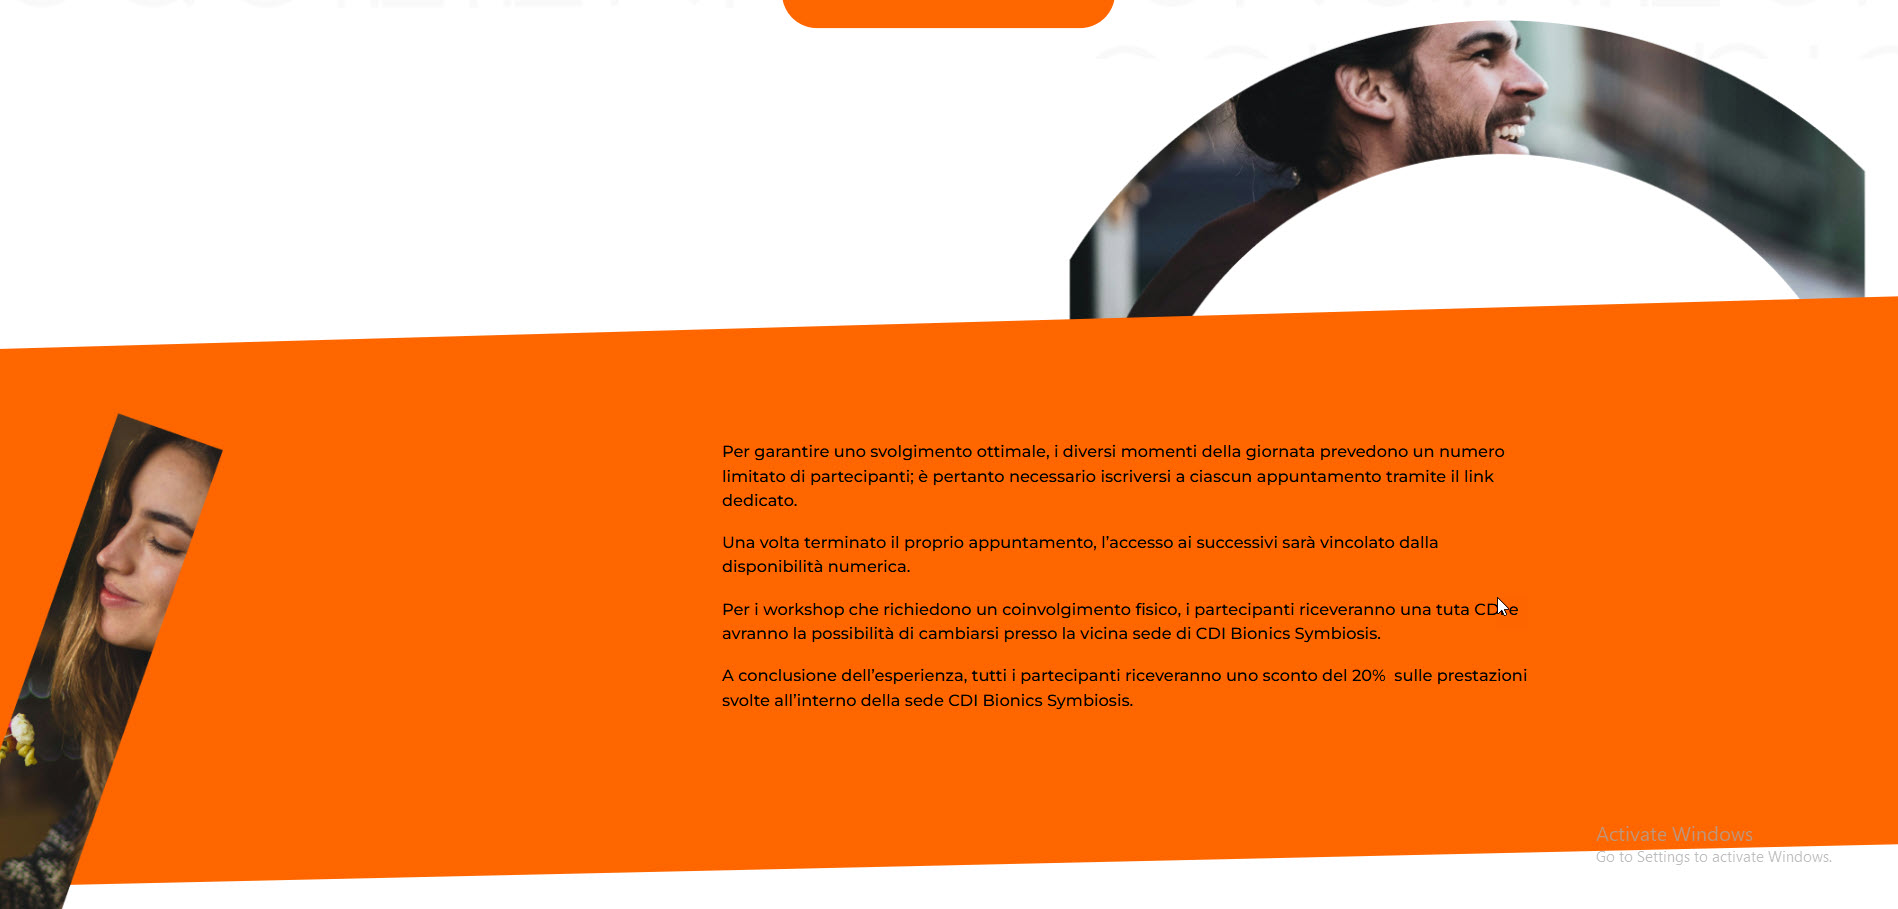 Per garantire uno svolgimento ottimale, i diversi momenti della giornata prevedono un numero
limitato di partecipanti; è pertanto necessario iscriversi a ciascun appuntamento tramite il link
dedicato.
Una volta terminato il proprio appuntamento, l’accesso ai successivi sarà vincolato dalla
disponibilità numerica.
Per i workshop che richiedono un coinvolgimento fisico, i partecipanti riceveranno una tuta CDI e
avranno la possibilità di cambiarsi presso la vicina sede di CDI Bionics Symbiosis.
A conclusione dell’esperienza, tutti i partecipanti riceveranno uno sconto del 20%  sulle prestazioni
svolte all’interno della sede CDI Bionics Symbiosis.
Activate Windows
Go to Settings to activate Windows.